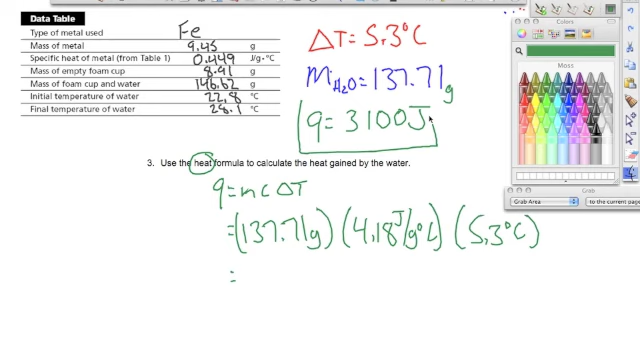 Data Table
Type of metal used Fe
Mass of metal 9.45 g
Specific heat of metal (from Table 1) 0.449 J/g·°C
Mass of empty foam cup 8.91 g
Mass of foam cup and water 146.62 g
Initial temperature of water 22.8 °C
Final temperature of water 28.1 °C
ΔT = 5.3°C
mH₂O = 137.71 g
q = 3100 J
3. Use the heat formula to calculate the heat gained by the water.
q = m c ΔT
= (137.71 g) (4.18 J/g°C) (5.3°C)
=
Colors
Grab
Grab Area
to the current page